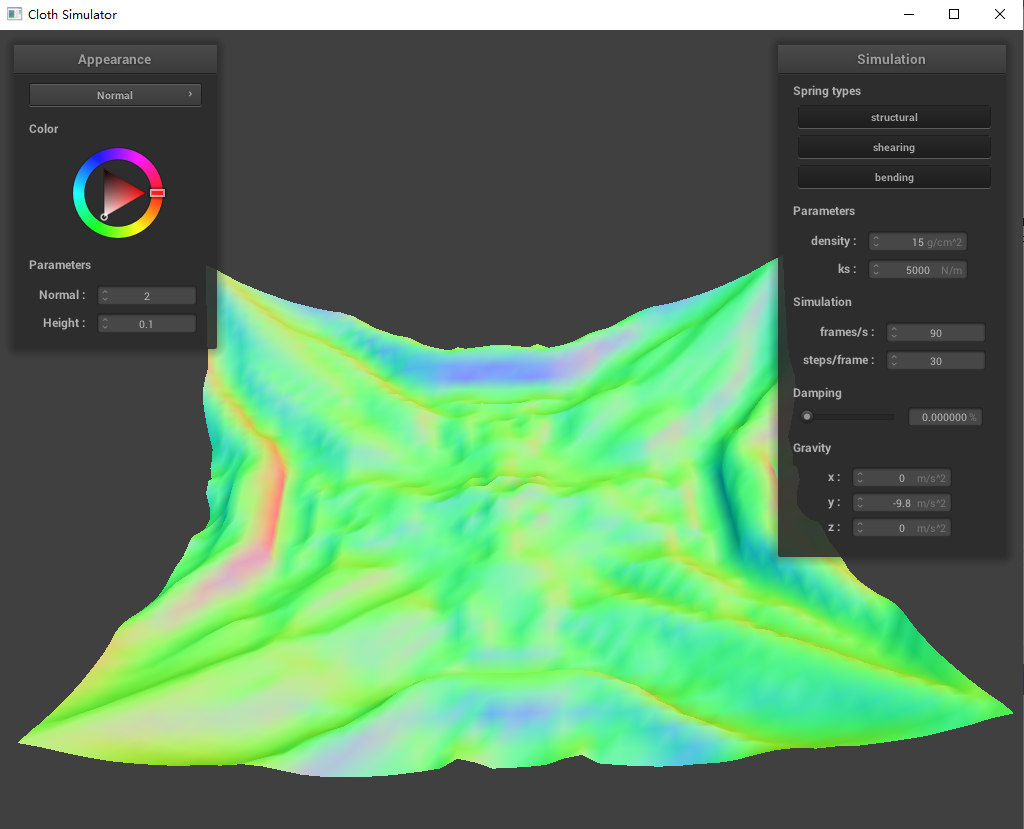 Cloth Simulator
Appearance
Normal
Color
Parameters
Normal : 2
Height : 0.1
Simulation
Spring types
structural
shearing
bending
Parameters
density : 15 g/cm^2
ks : 5000 N/m
Simulation
frames/s : 90
steps/frame : 30
Damping
0.000000 %
Gravity
x : 0 m/s^2
y : -9.8 m/s^2
z : 0 m/s^2